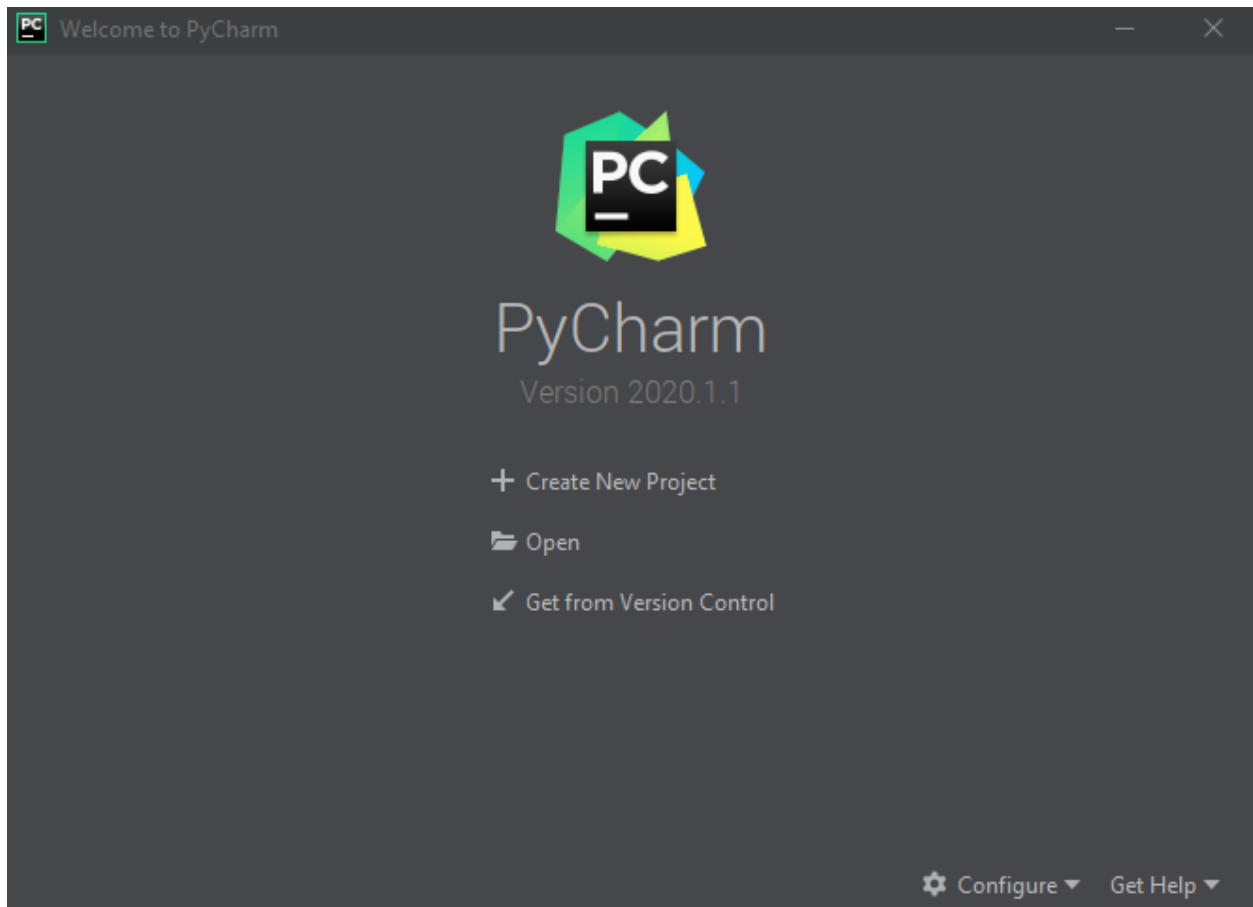 PC Welcome to PyCharm
PC
PyCharm
Version 2020.1.1
Create New Project
Open
Get from Version Control
Configure Get Help